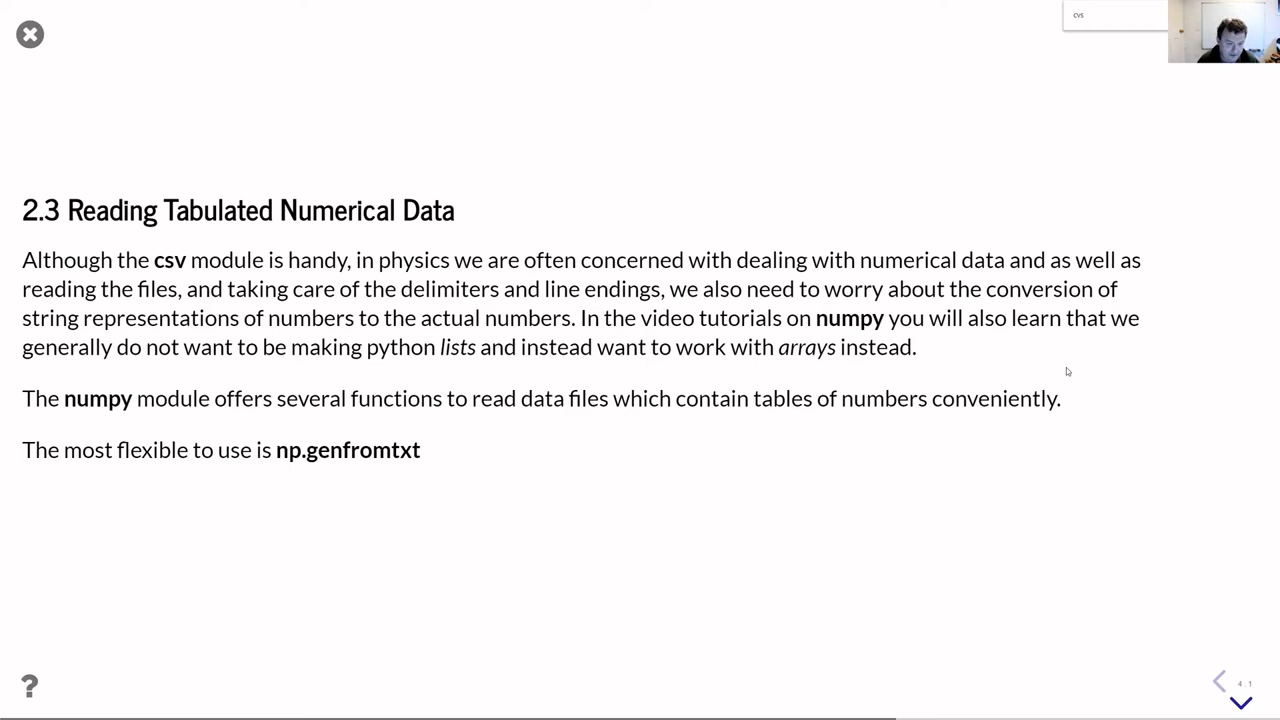 cvs
2.3 Reading Tabulated Numerical Data
Although the csv module is handy, in physics we are often concerned with dealing with numerical data and as well as
reading the files, and taking care of the delimiters and line endings, we also need to worry about the conversion of
string representations of numbers to the actual numbers. In the video tutorials on numpy you will also learn that we
generally do not want to be making python lists and instead want to work with arrays instead.
The numpy module offers several functions to read data files which contain tables of numbers conveniently.
The most flexible to use is np.genfromtxt
?
4.1